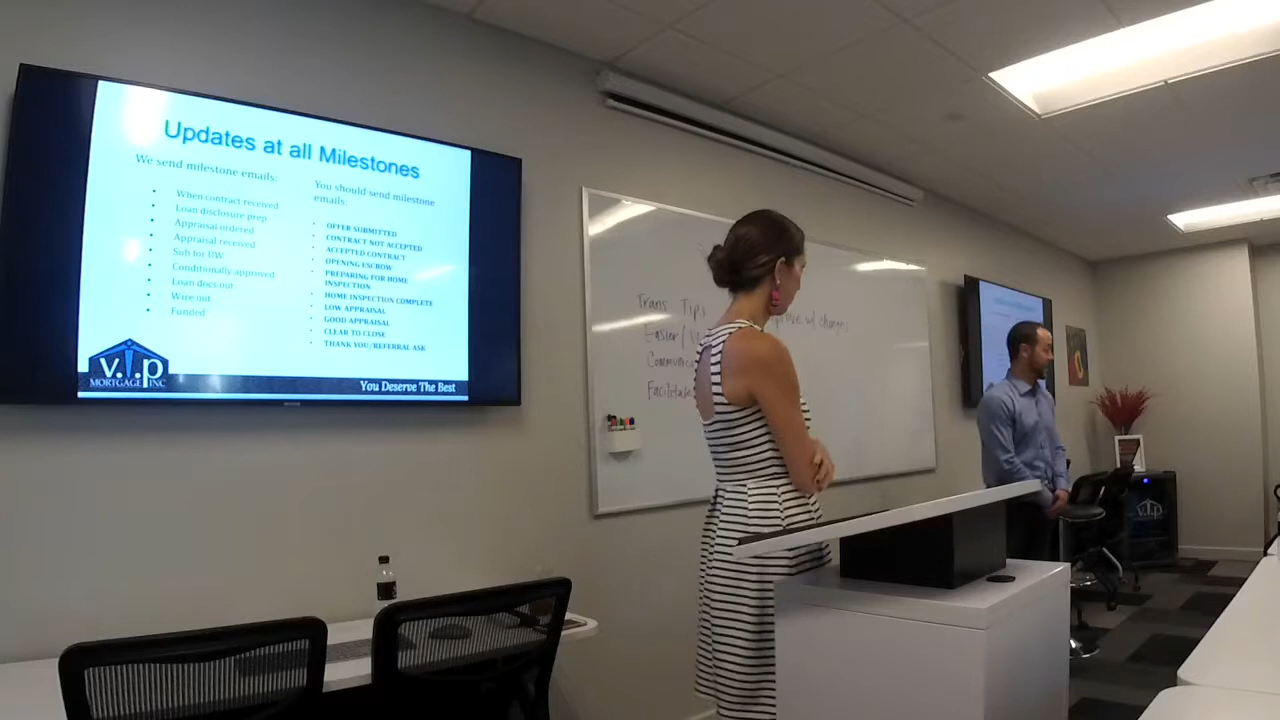 Updates at all Milestones
We send milestone emails:
When contract received
Loan disclosure prep
Appraisal ordered
Appraisal received
Sub for UW
Conditionally approved
Loan docs out
Wire out
Funded
You should send milestone
emails:
OFFER SUBMITTED
CONTRACT NOT ACCEPTED
ACCEPTED CONTRACT
OPENING ESCROW
PREPARING FOR HOME
INSPECTION
HOME INSPECTION COMPLETE
LOW APPRAISAL
GOOD APPRAISAL
CLEAR TO CLOSE
THANK YOU/REFERRAL ASK
v.i.p
MORTGAGE INC
You Deserve The Best
Trans Tips
Easier/
Facilitate
v.i.p